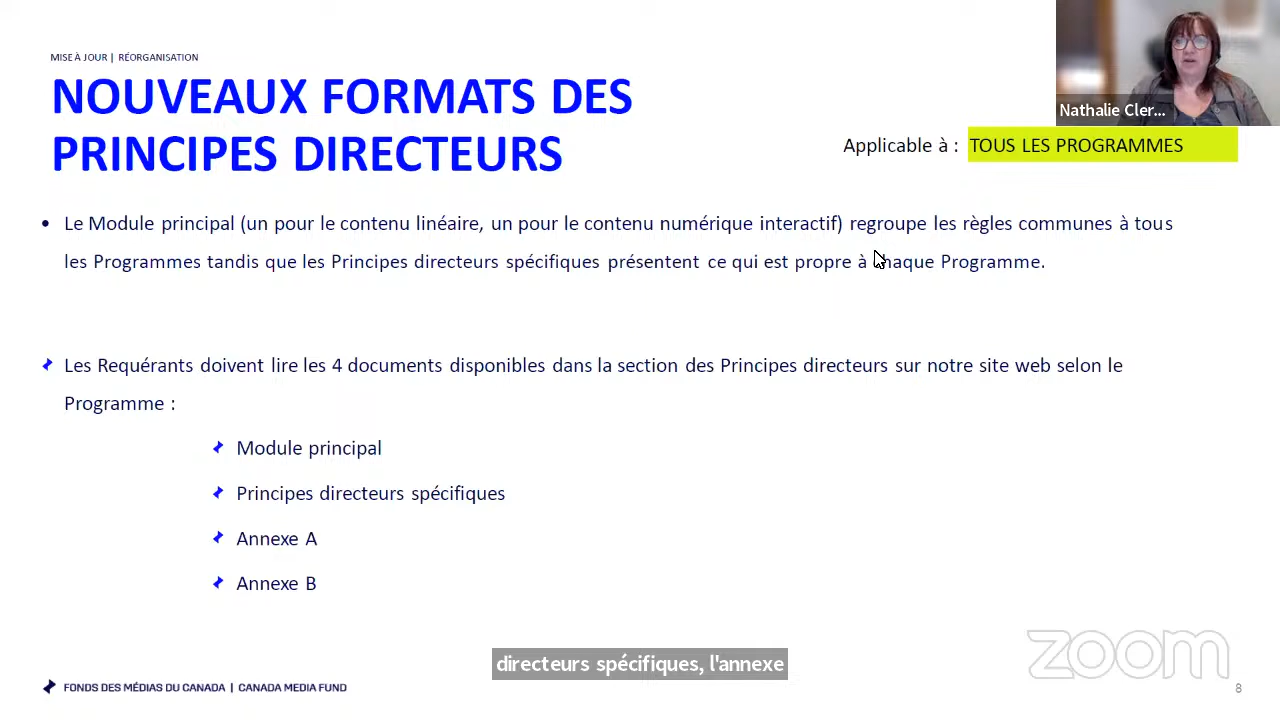 MISE À JOUR | RÉORGANISATION
NOUVEAUX FORMATS DES
PRINCIPES DIRECTEURS
Nathalie Cler...
Applicable à : TOUS LES PROGRAMMES
• Le Module principal (un pour le contenu linéaire, un pour le contenu numérique interactif) regroupe les règles communes à tous
les Programmes tandis que les Principes directeurs spécifiques présentent ce qui est propre à chaque Programme.
Les Requérants doivent lire les 4 documents disponibles dans la section des Principes directeurs sur notre site web selon le
Programme :
Module principal
Principes directeurs spécifiques
Annexe A
Annexe B
directeurs spécifiques, l'annexe
zoom
FONDS DES MÉDIAS DU CANADA | CANADA MEDIA FUND
8